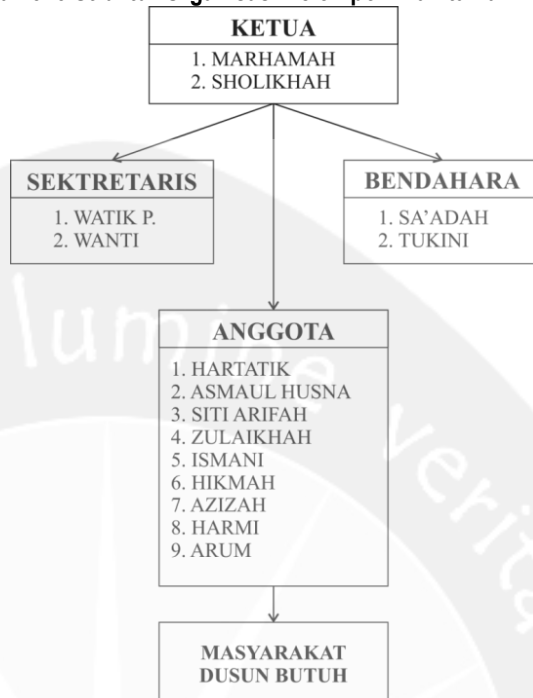 KETUA
1. MARHAMAH
2. SHOLIKHAH
SEKTRETARIS
1. WATIK P.
2. WANTI
BENDAHARA
1. SA’ADAH
2. TUKINI
ANGGOTA
1. HARTATIK
2. ASMAUL HUSNA
3. SITI ARIFAH
4. ZULAIKHAH
5. ISMANI
6. HIKMAH
7. AZIZAH
8. HARMI
9. ARUM
MASYARAKAT
DUSUN BUTUH
lumine verita